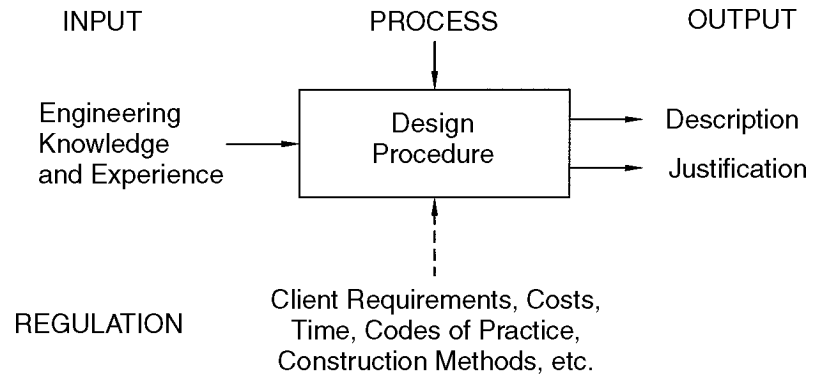 INPUT
PROCESS
OUTPUT
Engineering
Knowledge
and Experience
Design
Procedure
Description
Justification
REGULATION
Client Requirements, Costs,
Time, Codes of Practice,
Construction Methods, etc.